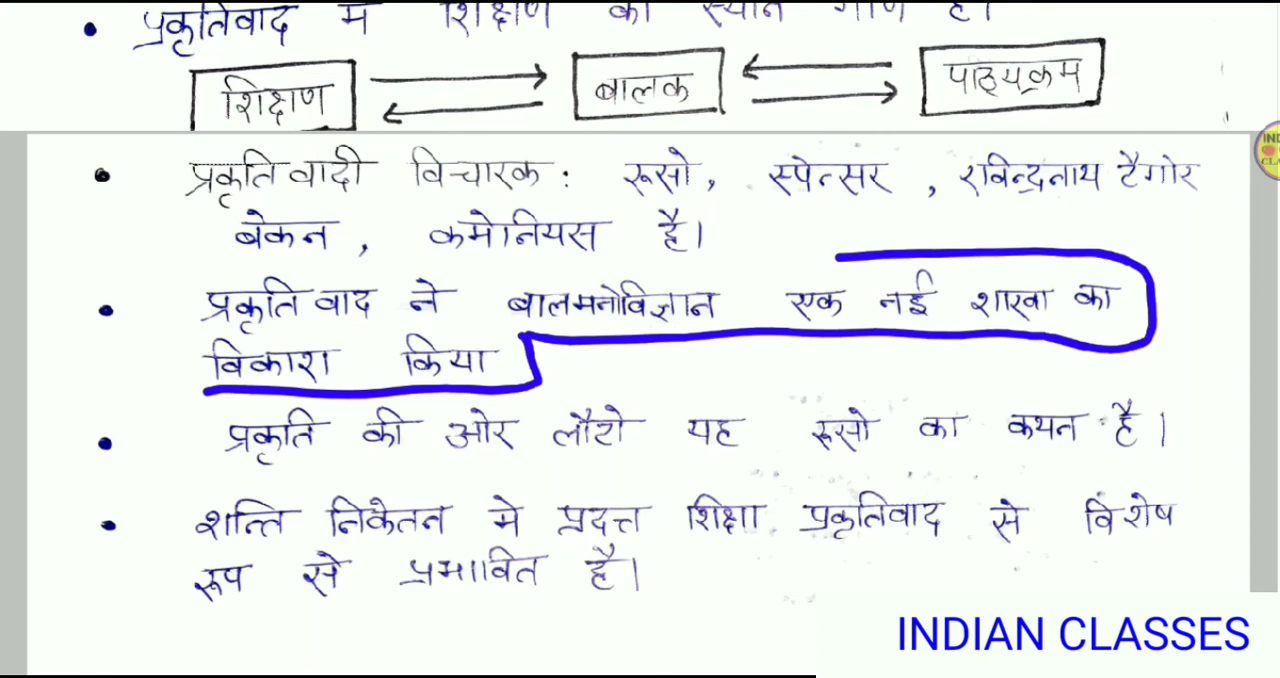 • प्रकृतिवाद में शिक्षण का स्थान गौण है।
शिक्षण बालक पाठ्यक्रम
• प्रकृतिवादी विचारक : रूसो, स्पेन्सर, रविन्द्रनाथ टैगोर
बेकन, कमेनियस है।
• प्रकृतिवाद ने बालमनोविज्ञान एक नई शाखा का
विकाश किया
• प्रकृति की ओर लौटो यह रूसो का कथन है।
• शन्ति निकेतन मे प्रदत्त शिक्षा प्रकृतिवाद से विशेष
रूप से प्रभावित है।
INDIAN CLASSES